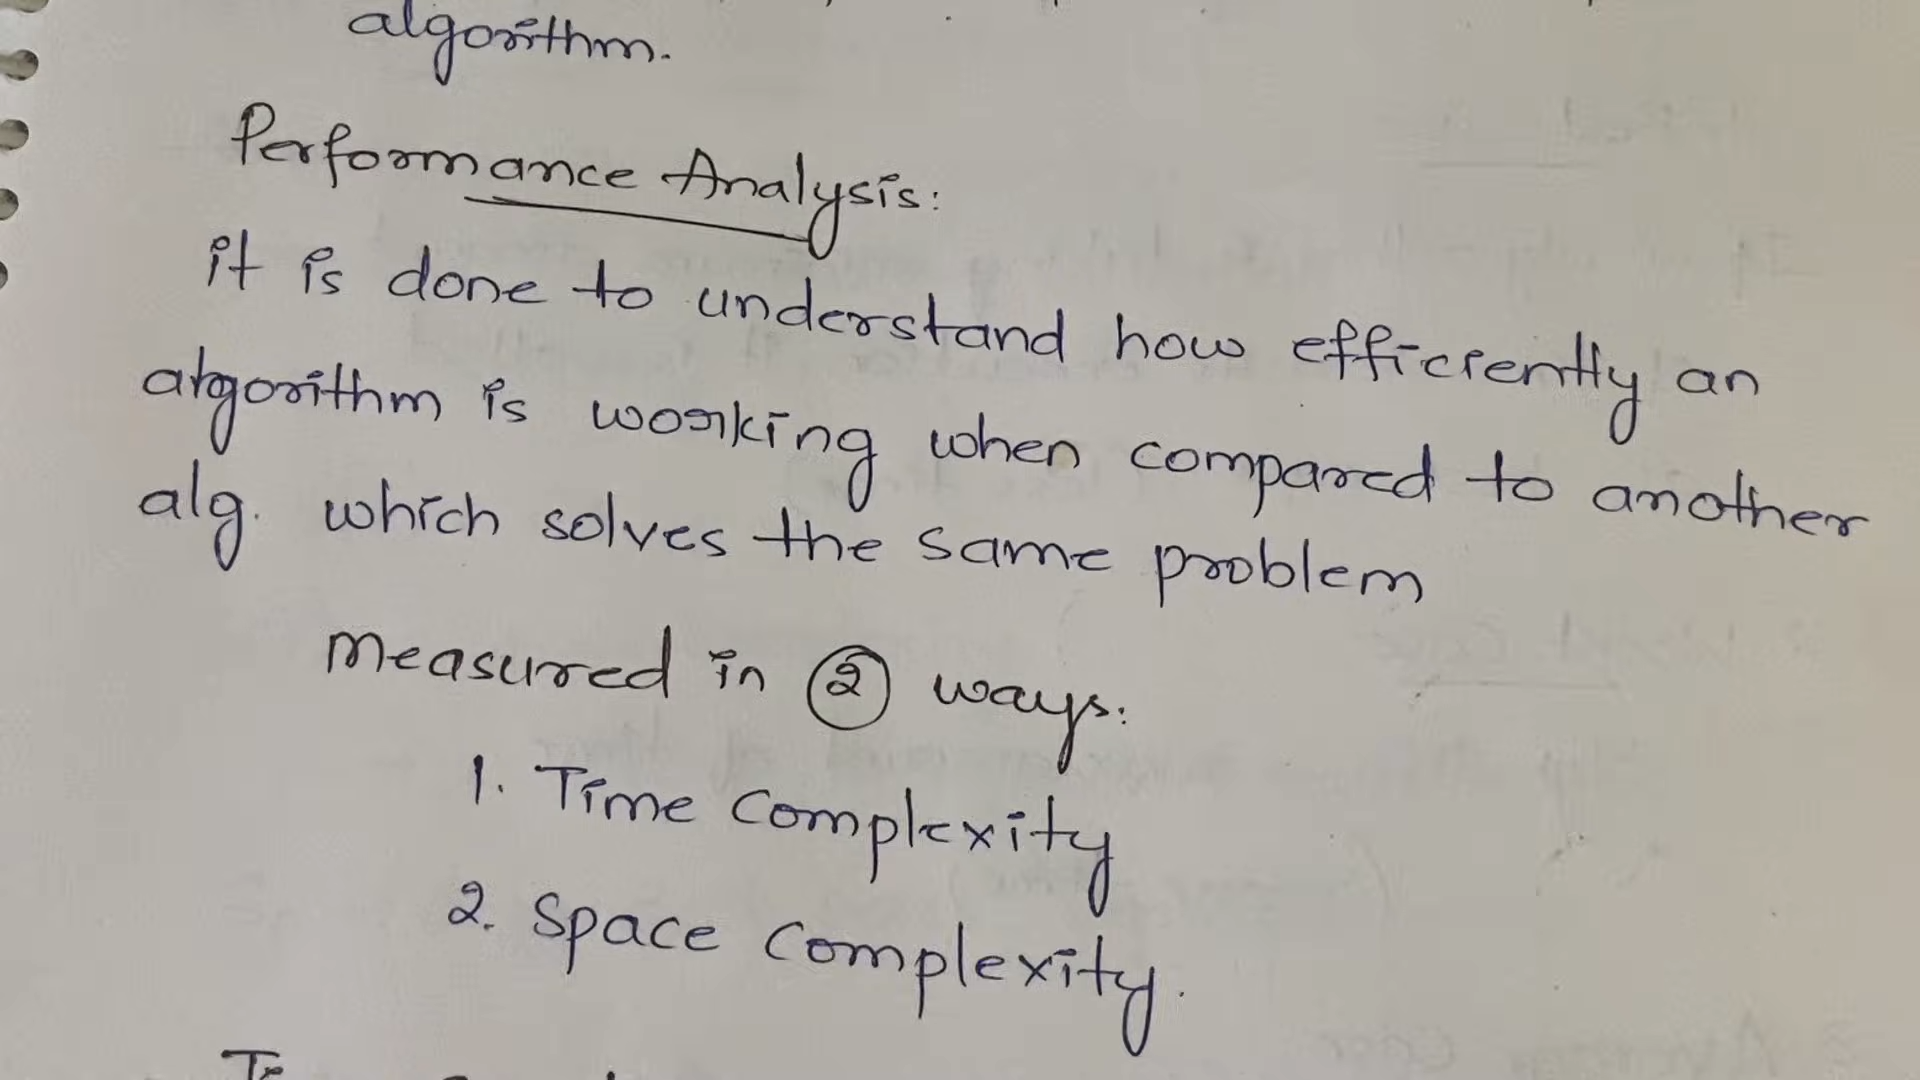 algorithm.
Performance Analysis:
it is done to understand how efficiently an
algorithm is working when compared to another
alg. which solves the same problem
Measured in 2 ways:
1. Time Complexity
2. Space Complexity.